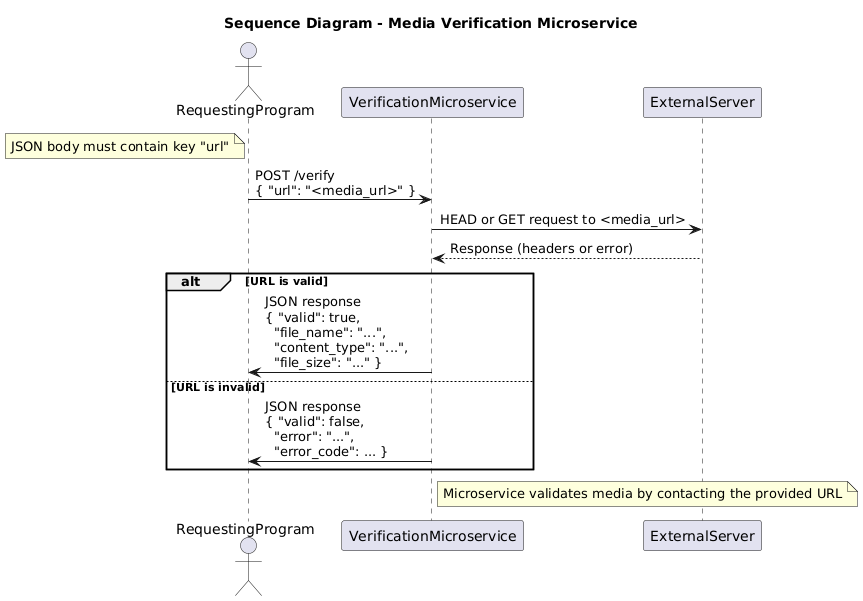 Sequence Diagram - Media Verification Microservice
RequestingProgram
VerificationMicroservice
ExternalServer
JSON body must contain key "url"
POST /verify
{ "url": "<media_url>" }
HEAD or GET request to <media_url>
Response (headers or error)
alt
[URL is valid]
JSON response
{ "valid": true,
"file_name": "...",
"content_type": "...",
"file_size": "..." }
[URL is invalid]
JSON response
{ "valid": false,
"error": "...",
"error_code": ... }
Microservice validates media by contacting the provided URL
RequestingProgram
VerificationMicroservice
ExternalServer